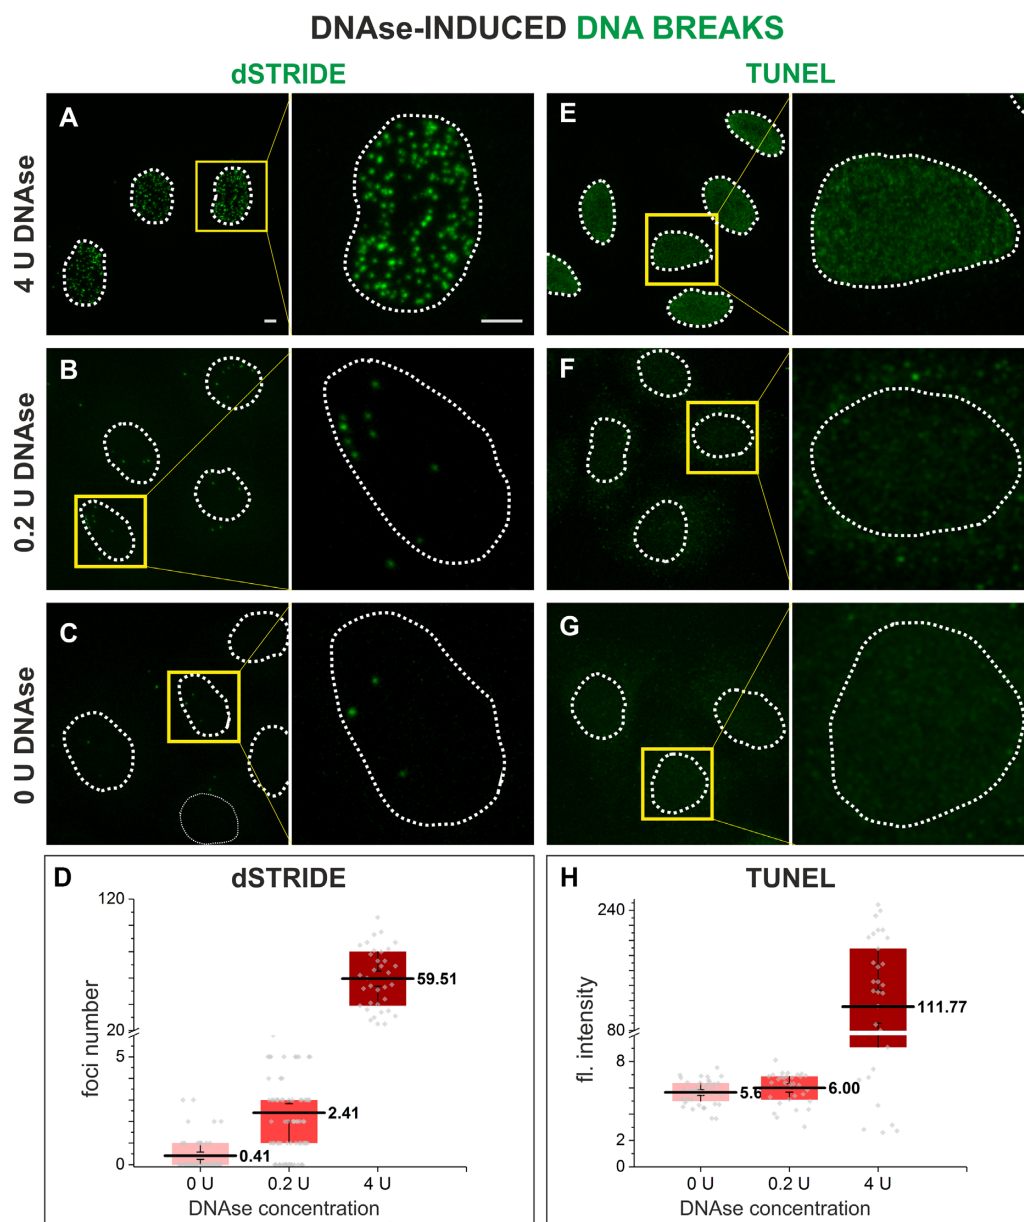 DNAse-INDUCED DNA BREAKS
dSTRIDE
TUNEL
4 U DNAse
A
E
0.2 U DNAse
B
F
0 U DNAse
C
G
D
dSTRIDE
120
20
5
0
foci number
59.51
2.41
0.41
0 U
0.2 U
4 U
DNAse concentration
H
TUNEL
240
80
8
2
0
fl. intensity
111.77
5.6
6.00
0 U
0.2 U
4 U
DNAse concentration